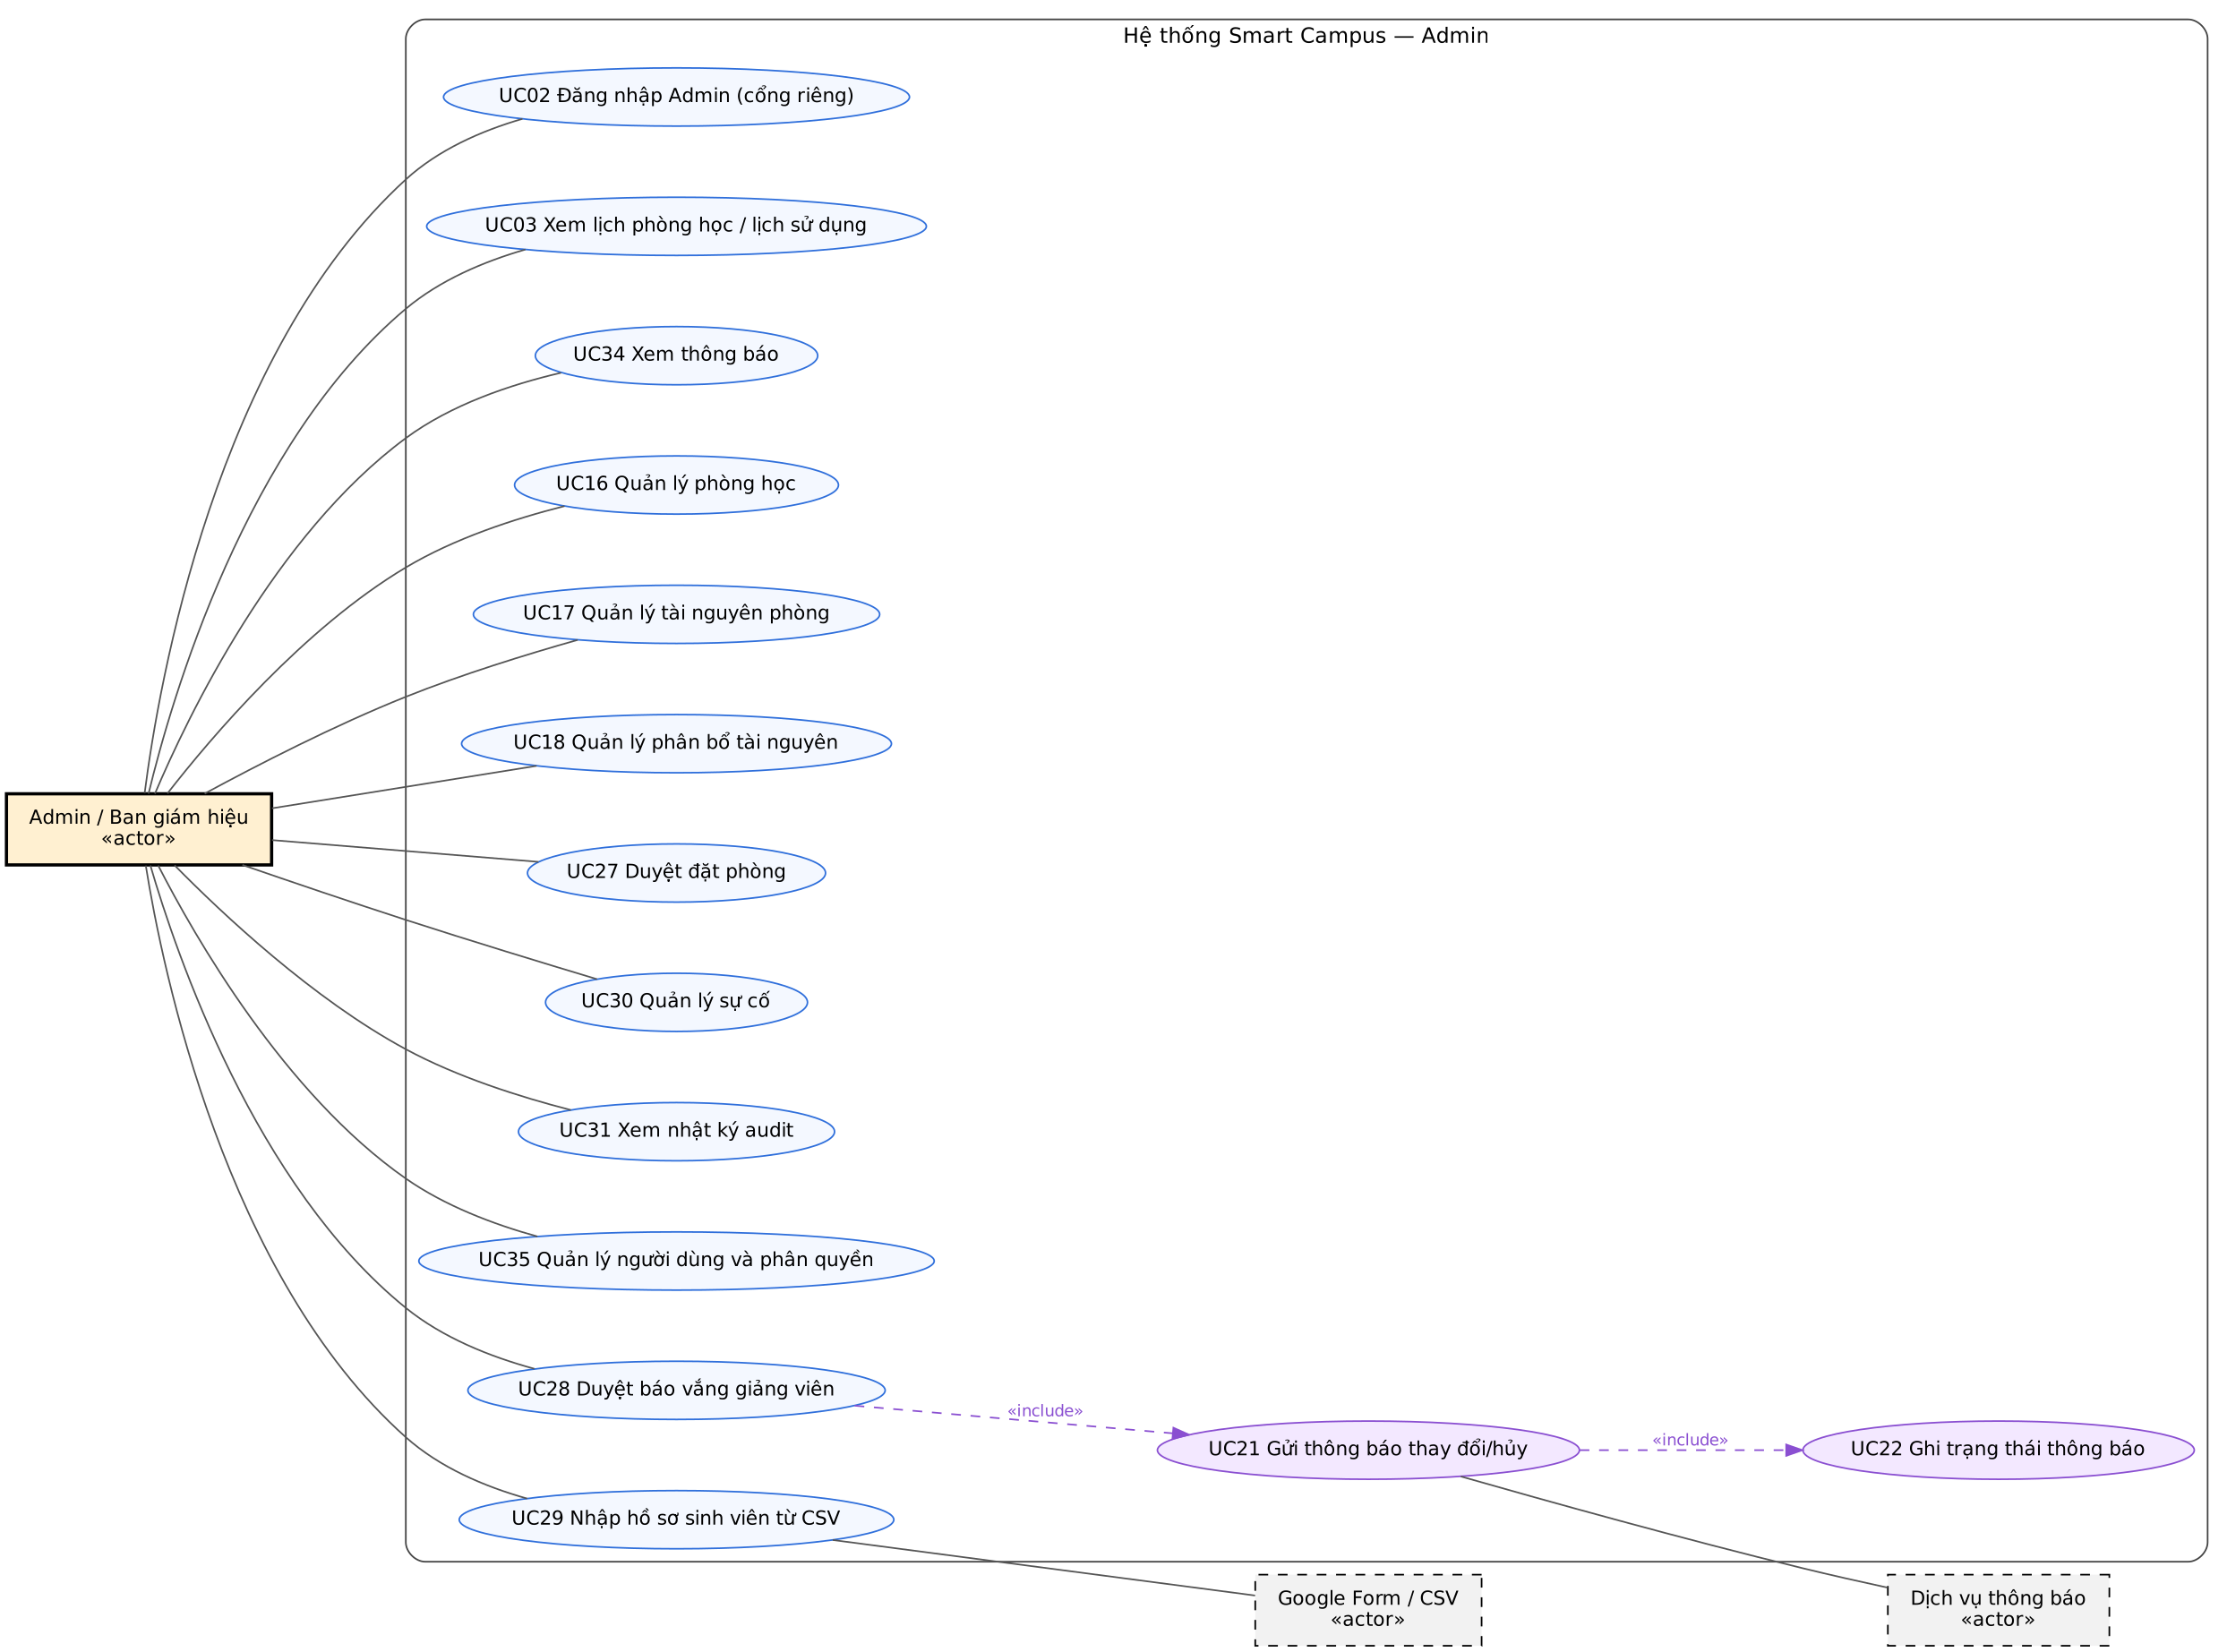 Hệ thống Smart Campus — Admin
UC02 Đăng nhập Admin (cổng riêng)
UC03 Xem lịch phòng học / lịch sử dụng
UC34 Xem thông báo
UC16 Quản lý phòng học
UC17 Quản lý tài nguyên phòng
UC18 Quản lý phân bổ tài nguyên
Admin / Ban giám hiệu
«actor»
UC27 Duyệt đặt phòng
UC30 Quản lý sự cố
UC31 Xem nhật ký audit
UC35 Quản lý người dùng và phân quyền
UC28 Duyệt báo vắng giảng viên
«include»
UC21 Gửi thông báo thay đổi/hủy
«include»
UC22 Ghi trạng thái thông báo
UC29 Nhập hồ sơ sinh viên từ CSV
Google Form / CSV
«actor»
Dịch vụ thông báo
«actor»